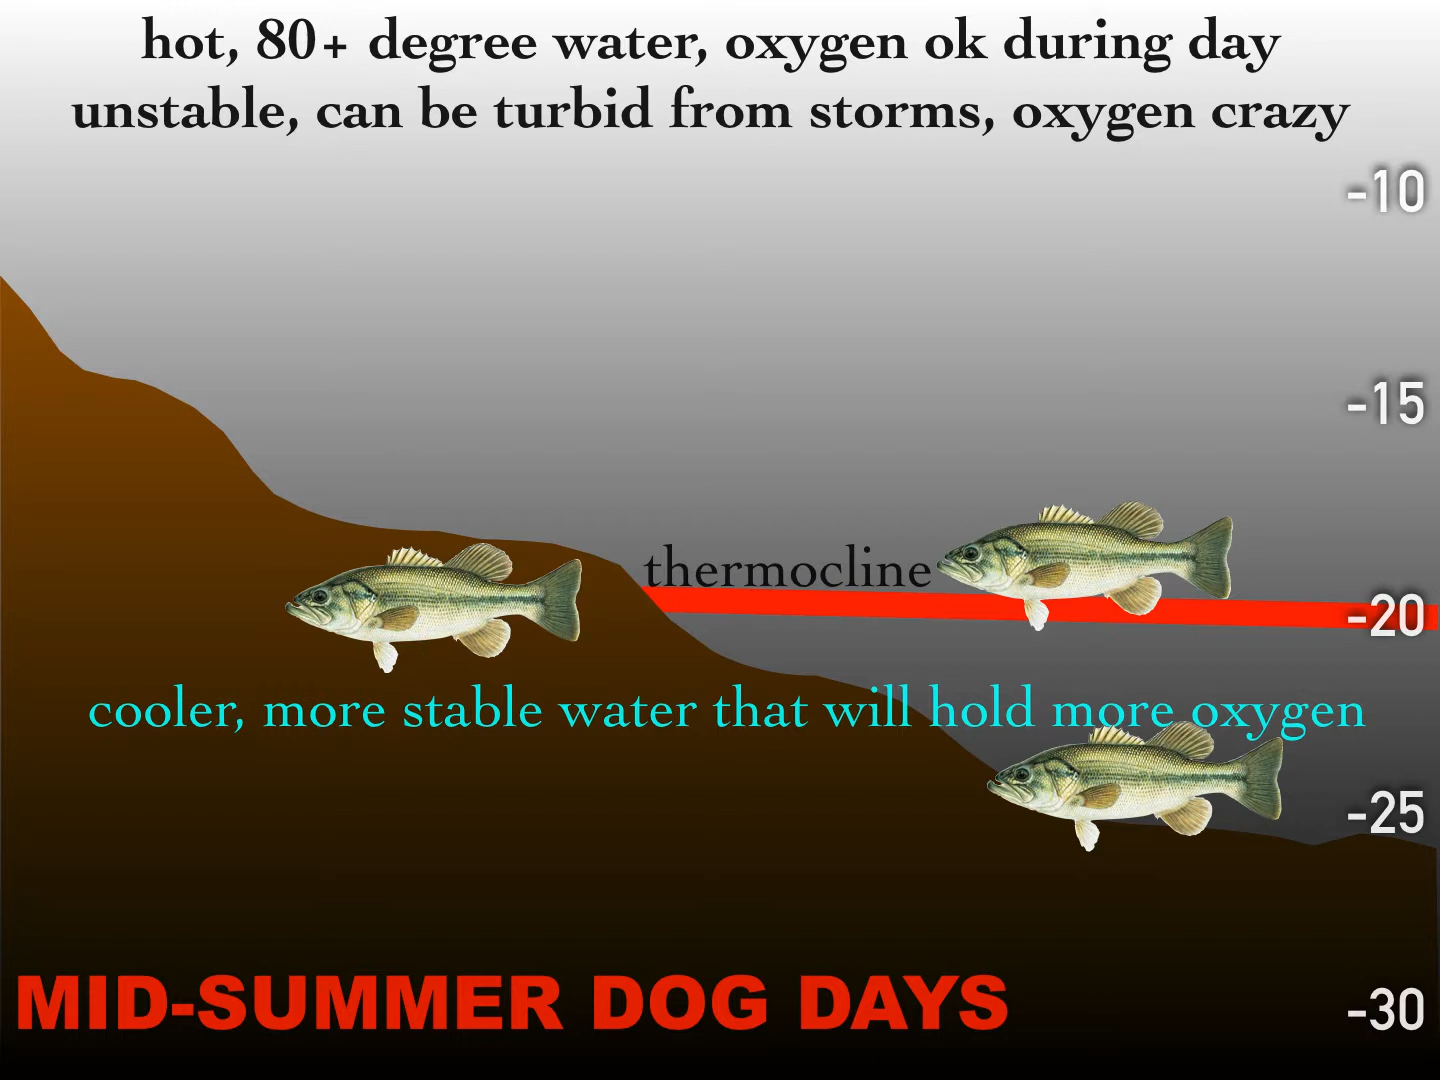 hot, 80+ degree water, oxygen ok during day
unstable, can be turbid from storms, oxygen crazy
-10
-15
thermocline
-20
cooler, more stable water that will hold more oxygen
-25
MID-SUMMER DOG DAYS
-30